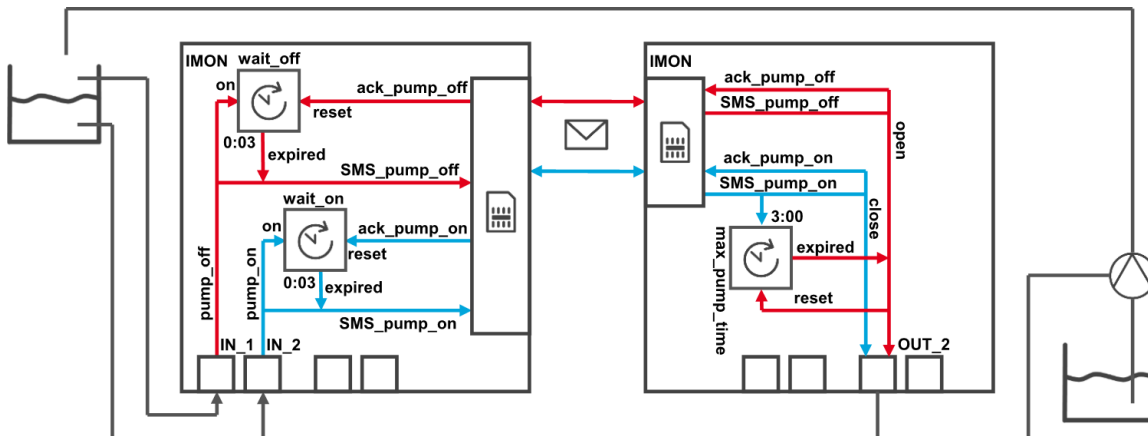 IMON
wait_off
on
ack_pump_off
reset
0:03
expired
SMS_pump_off
wait_on
on
ack_pump_on
reset
0:03
expired
SMS_pump_on
pump_off
pump_on
IN_1
IN_2
IMON
ack_pump_off
SMS_pump_off
open
ack_pump_on
SMS_pump_on
close
3:00
max_pump_time
expired
reset
OUT_2